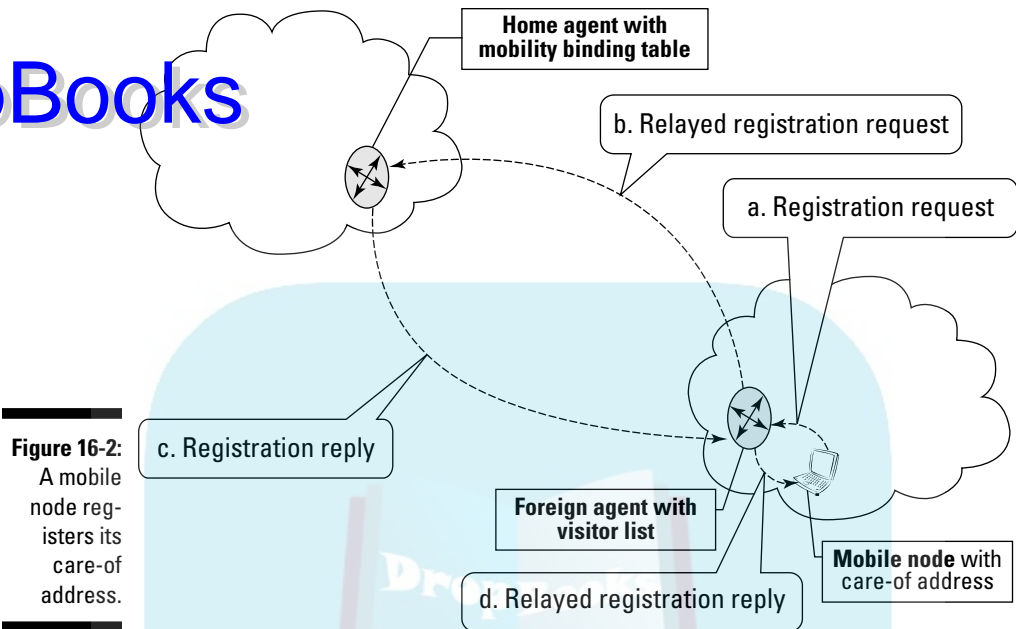 Home agent with
mobility binding table
Books
b. Relayed registration request
a. Registration request
c. Registration reply
Figure 16-2:
A mobile
node reg-
isters its
care-of
address.
Foreign agent with
visitor list
Mobile node with
care-of address
d. Relayed registration reply
DropBooks